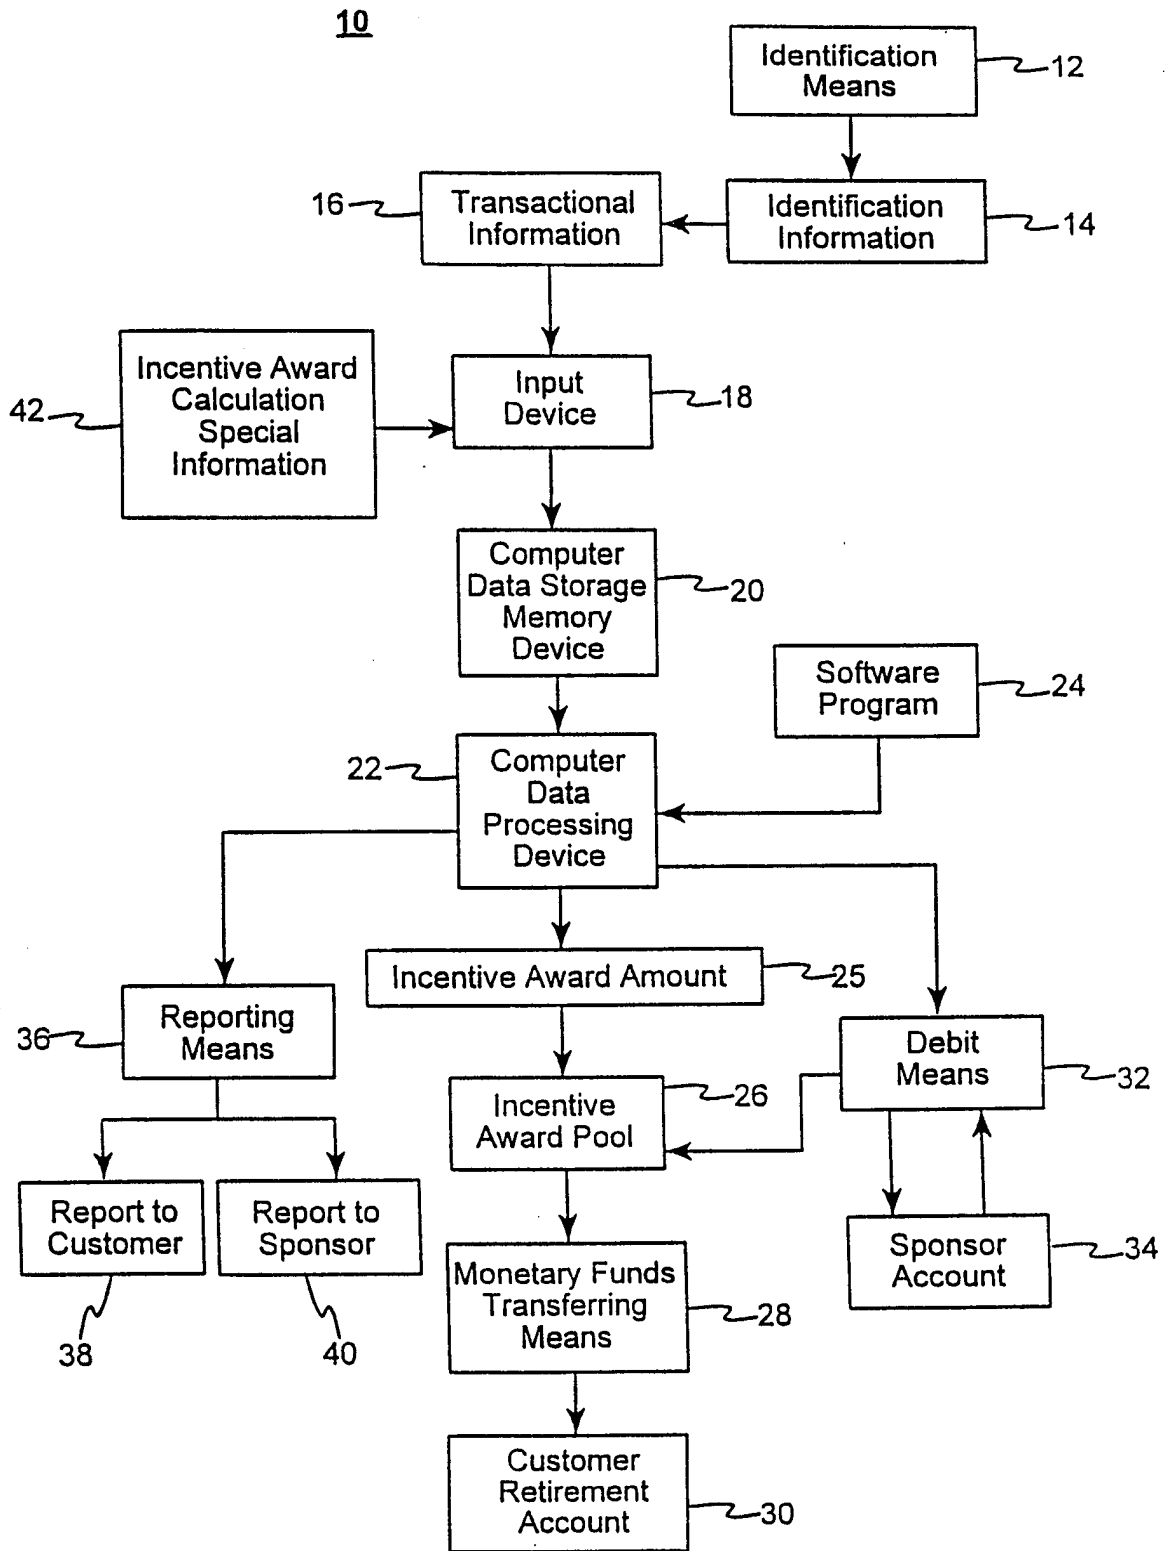 10
Identification
Means
12
16
Transactional
Information
Identification
Information
14
42
Incentive Award
Calculation
Special
Information
Input
Device
18
Computer
Data Storage
Memory
Device
20
Software
Program
24
22
Computer
Data
Processing
Device
Incentive Award Amount
25
36
Reporting
Means
Incentive
Award Pool
26
Debit
Means
32
Report to
Customer
38
Report to
Sponsor
40
Monetary Funds
Transferring
Means
28
Sponsor
Account
34
Customer
Retirement
Account
30